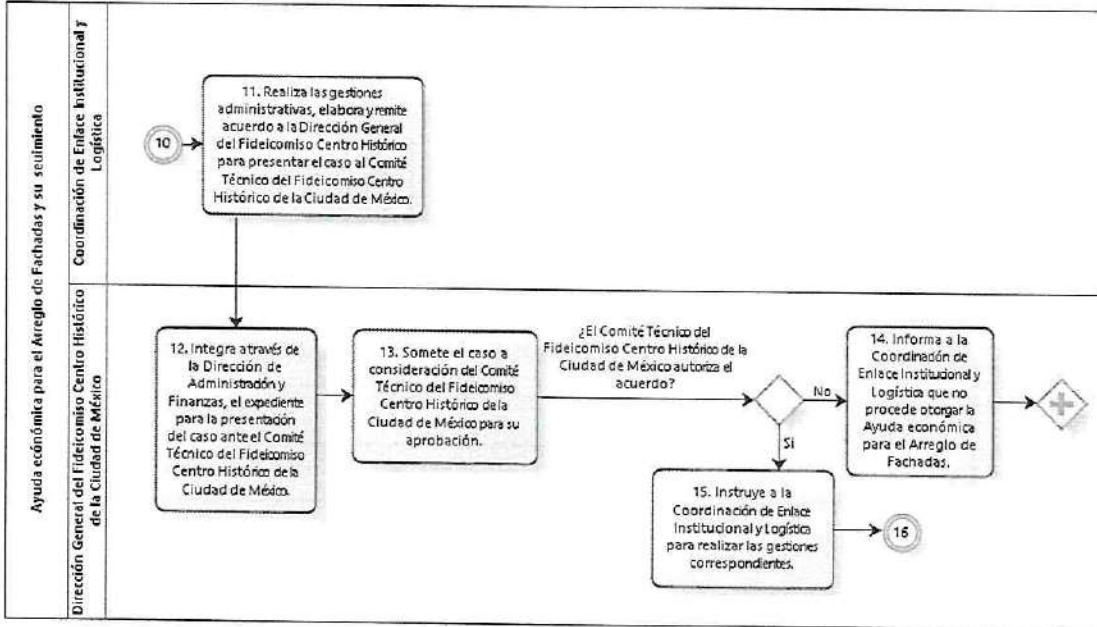 Ayuda económica para el Arreglo de Fachadas y su seuimiento
Coordinación de Enlace Institucional y
Logística
10
11. Realiza las gestiones
administrativas, elabora y remite
acuerdo a la Dirección General
del Fideicomiso Centro Histórico
para presentar el caso al Comité
Técnico del Fideicomiso Centro
Histórico de la Ciudad de México.
Dirección General del Fideicomiso Centro Histórico
de la Ciudad de México
12. Integra através de
la Dirección de
Administración y
Finanzas, el expediente
para la presentación
del caso ante el Comité
Técnico del Fideicomiso
Centro Histórico de la
Ciudad de México.
13. Somete el caso a
consideración del Comité
Técnico del Fideicomiso
Centro Histórico de la
Ciudad de México para su
aprobación.
¿El Comité Técnico del
Fideicomiso Centro Histórico de la
Ciudad de México autoriza el
acuerdo?
No
14. Informa a la
Coordinación de
Enlace Institucional y
Logística que no
procede otorgar la
Ayuda económica
para el Arreglo de
Fachadas.
Si
15. Instruye a la
Coordinación de Enlace
Institucional y Logística
para realizar las gestiones
correspondientes.
16